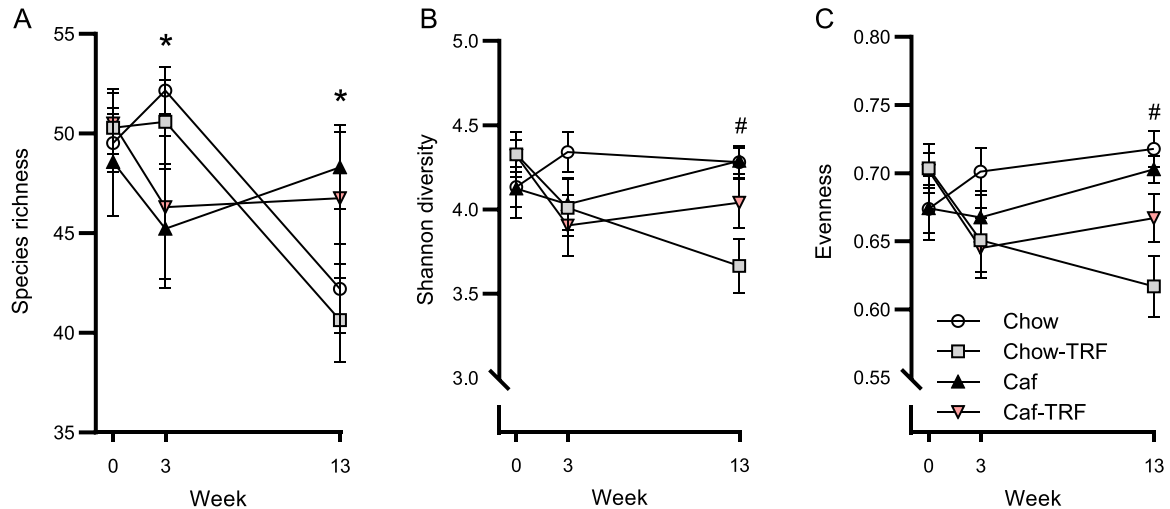 A
Species richness
55
50
45
40
35
*
*
0 3 13
Week
B
Shannon diversity
5.0
4.5
4.0
3.5
3.0
#
0 3 13
Week
C
Evenness
0.80
0.75
0.70
0.65
0.60
0.55
#
Chow
Chow-TRF
Caf
Caf-TRF
0 3 13
Week